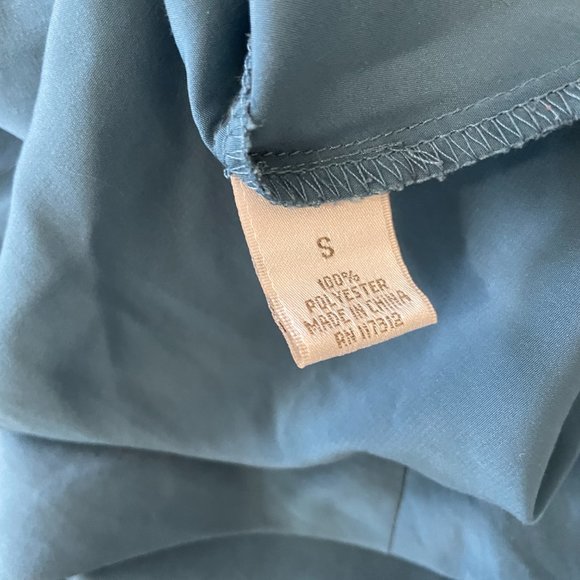 S
100%
POLYESTER
MADE IN CHINA
RN 117312